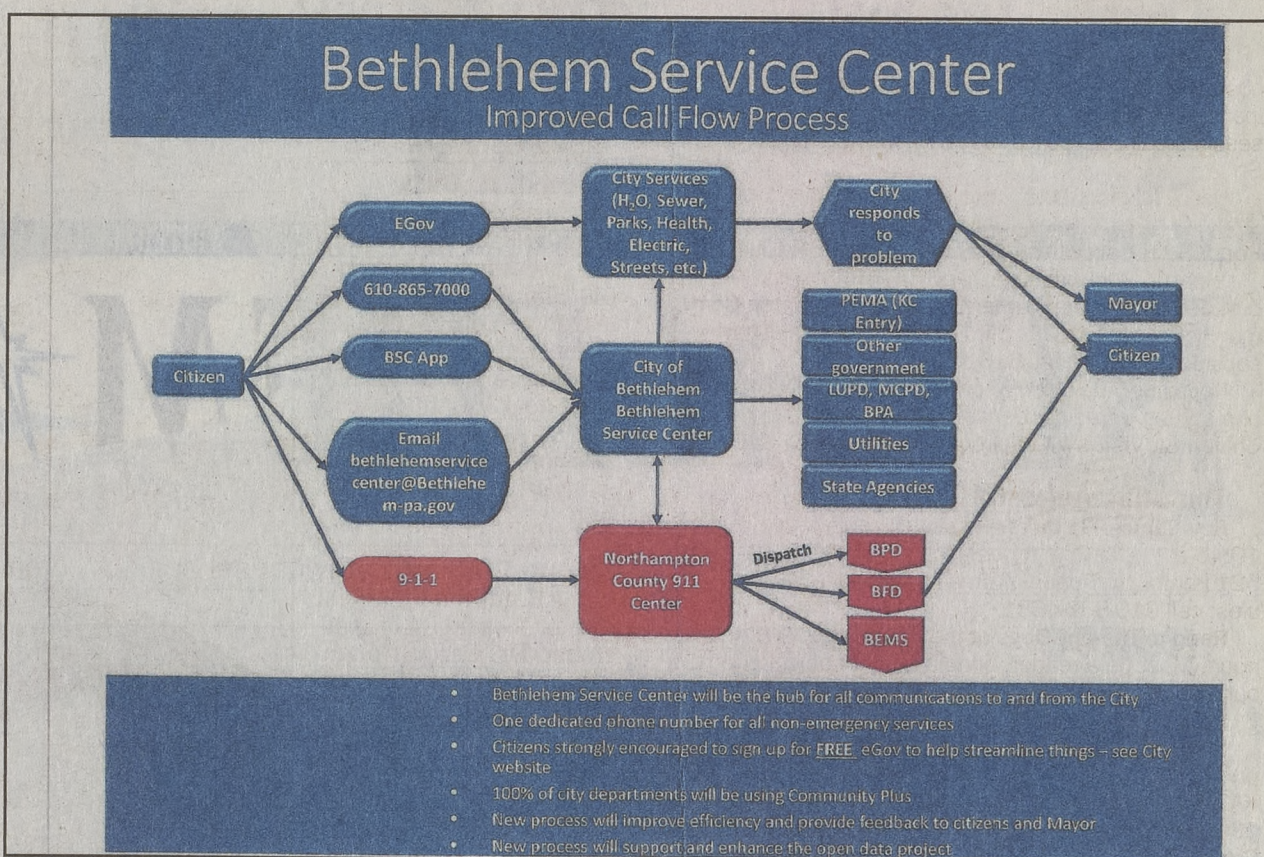 Bethlehem Service Center
Improved Call Flow Process
Citizen
EGov
610-865-7000
BSC App
Email
bethlehemservice
center@Bethlehe
m-pa.gov
9-1-1
City Services
(H₂O, Sewer,
Parks, Health,
Electric,
Streets, etc.)
City of
Bethlehem
Bethlehem
Service Center
Northampton
County 911
Center
City
responds
to
problem
PEMA (KC
Entry)
Other
government
LUPD, MCPD,
BPA
Utilities
State Agencies
Dispatch
BPD
BFD
BEMS
Mayor
Citizen
• Bethlehem Service Center will be the hub for all communications to and from the City
• One dedicated phone number for all non-emergency services
• Citizens strongly encouraged to sign up for FREE eGov to help streamline things – see City
website
• 100% of city departments will be using Community Plus
• New process will improve efficiency and provide feedback to citizens and Mayor
• New process will support and enhance the open data project